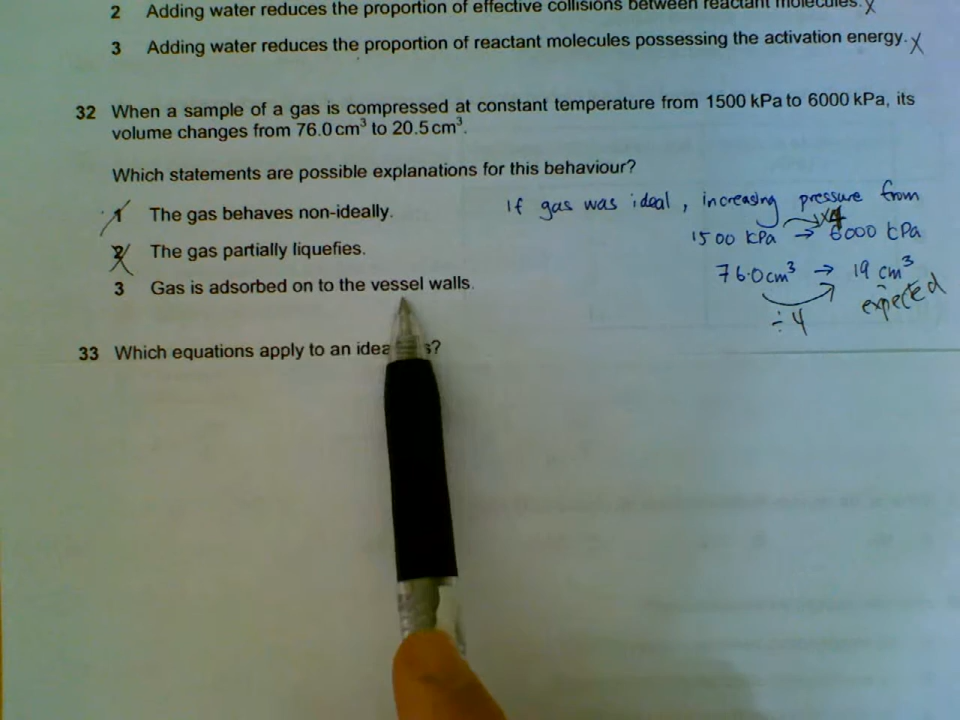 2 Adding water reduces the proportion of effective collisions between reactant molecules. X
3 Adding water reduces the proportion of reactant molecules possessing the activation energy. X
32 When a sample of a gas is compressed at constant temperature from 1500 kPa to 6000 kPa, its
volume changes from 76.0 cm³ to 20.5 cm³.
Which statements are possible explanations for this behaviour?
1 The gas behaves non-ideally.
2 The gas partially liquefies.
3 Gas is adsorbed on to the vessel walls.
If gas was ideal, increasing pressure from
×4
1500 kPa → 6000 kPa
76.0 cm³ → 19 cm³
÷4 expected
33 Which equations apply to an s?